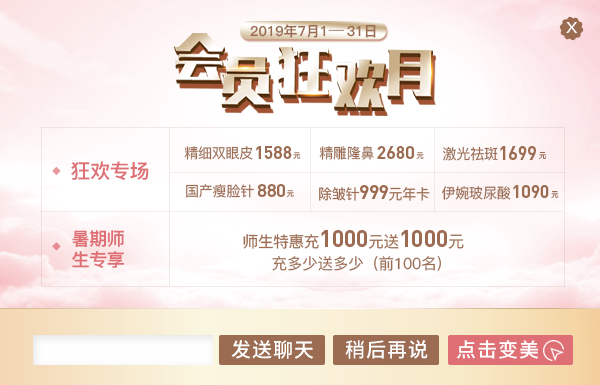 2019年7月1—31日
X
会员狂欢月
狂欢专场
精细双眼皮1588元
精雕隆鼻2680元
激光祛斑1699元
国产瘦脸针880元
除皱针999元年卡
伊婉玻尿酸1090元
暑期师
生专享
师生特惠充1000元送1000元
充多少送多少（前100名）
发送聊天
稍后再说
点击变美